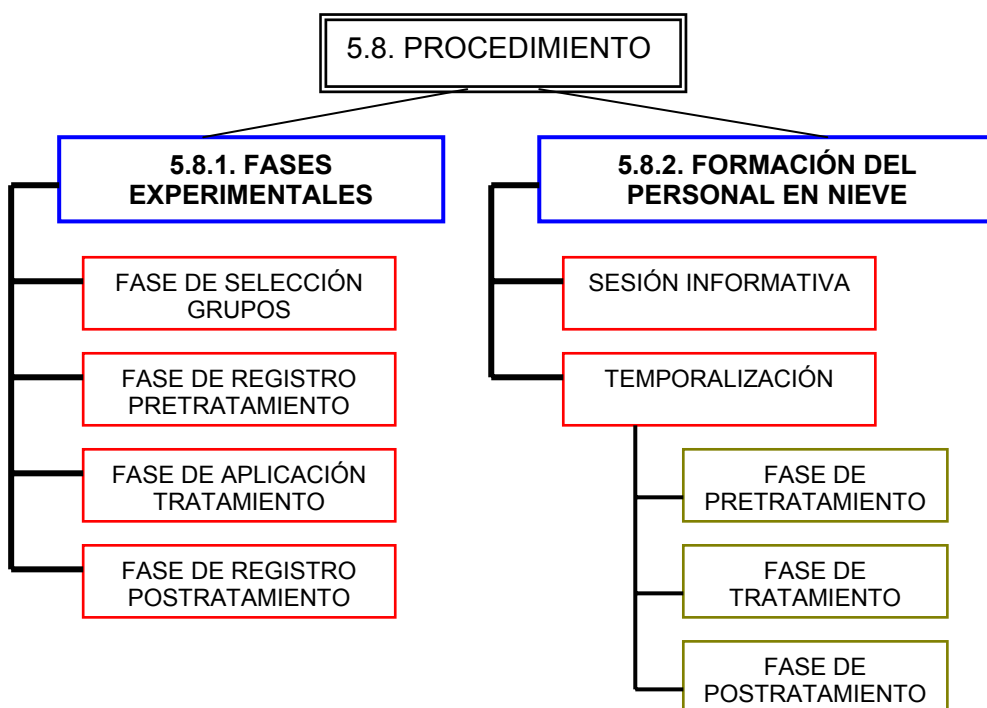 5.8. PROCEDIMIENTO
5.8.1. FASES
EXPERIMENTALES
FASE DE SELECCIÓN
GRUPOS
FASE DE REGISTRO
PRETRATAMIENTO
FASE DE APLICACIÓN
TRATAMIENTO
FASE DE REGISTRO
POSTRATAMIENTO
5.8.2. FORMACIÓN DEL
PERSONAL EN NIEVE
SESIÓN INFORMATIVA
TEMPORALIZACIÓN
FASE DE
PRETRATAMIENTO
FASE DE
TRATAMIENTO
FASE DE
POSTRATAMIENTO